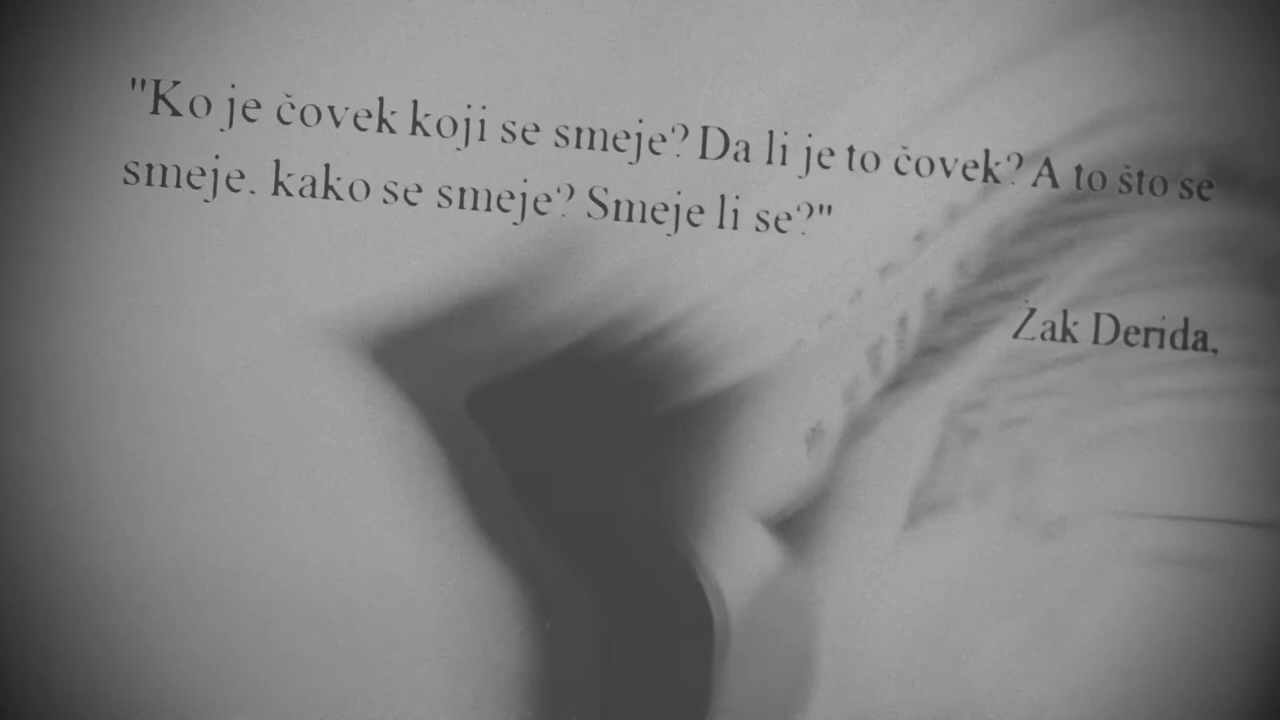 "Ko je čovek koji se smeje? Da li je to čovek? A to što se
smeje. kako se smeje? Smeje li se?"
Žak Derida,